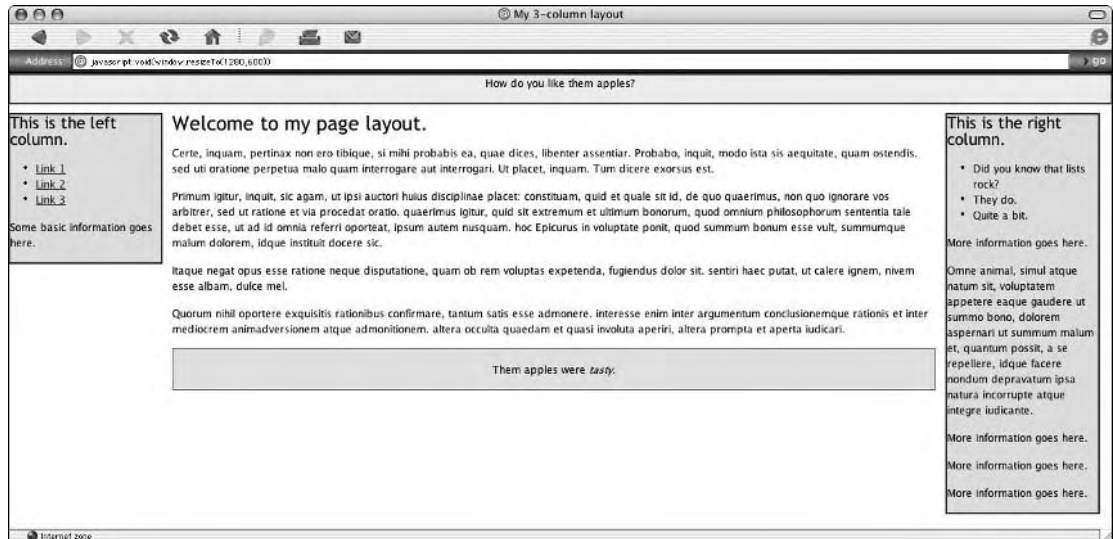 My 3-column layout
Address: javascript:void(window.resizeTo(1280,600))
go
How do you like them apples?
This is the left
column.
• Link 1
• Link 2
• Link 3
Some basic information goes
here.
Welcome to my page layout.
Certe, inquam, pertinax non ero tibique, si mihi probabis ea, quae dices, libenter assentiar. Probabo, inquit, modo ista sis aequitate, quam ostendis.
sed uti oratione perpetua malo quam interrogare aut interrogari. Ut placet, inquam. Tum dicere exorsus est.
Primum igitur, inquit, sic agam, ut ipsi auctori huius disciplinae placet: constituam, quid et quale sit id, de quo quaerimus, non quo ignorare vos
arbitrer, sed ut ratione et via procedat oratio. quaerimus igitur, quid sit extremum et ultimum bonorum, quod omnium philosophorum sententia tale
debet esse, ut ad id omnia referri oporteat, ipsum autem nusquam. hoc Epicurus in voluptate ponit, quod summum bonum esse vult, summumque
malum dolorem, idque instituit docere sic.
Itaque negat opus esse ratione neque disputatione, quam ob rem voluptas expetenda, fugiendus dolor sit. sentiri haec putat, ut calere ignem, nivem
esse albam, dulce mel.
Quorum nihil oportere exquisitis rationibus confirmare, tantum satis esse admonere. interesse enim inter argumentum conclusionemque rationis et inter
mediocrem animadversionem atque admonitionem. altera occulta quaedam et quasi involuta aperiri, altera prompta et aperta iudicari.
Them apples were tasty.
This is the right
column.
• Did you know that lists
rock?
• They do.
• Quite a bit.
More information goes here.
Omne animal, simul atque
natum sit, voluptatem
appetere eaque gaudere ut
summo bono, dolorem
aspernari ut summum malum
et, quantum possit, a se
repellere, idque facere
nondum depravatum ipsa
natura incorrupte atque
integre iudicante.
More information goes here.
More information goes here.
More information goes here.
Internet zone